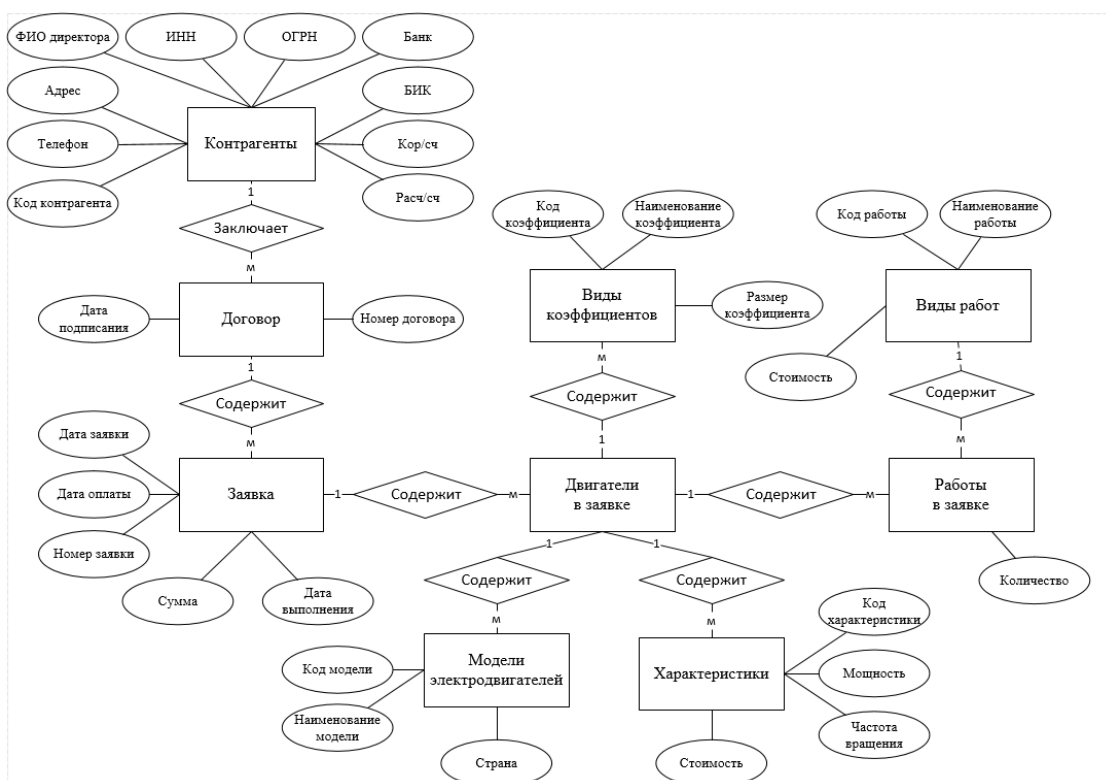 ФИО директора
ИНН
ОГРН
Банк
Адрес
БИК
Контрагенты
Телефон
Кор/сч
Код контрагента
Расч/сч
1
Заключает
м
Код
коэффициента
Наименование
коэффициента
Код работы
Наименование
работы
Дата
подписания
Договор
Номер договора
Виды
коэффициентов
Размер
коэффициента
Виды работ
Стоимость
1
Содержит
м
м
Содержит
1
1
Содержит
м
Дата заявки
Дата оплаты
Номер заявки
Заявка
1
Содержит
м
Двигатели
в заявке
1
Содержит
м
Работы
в заявке
Сумма
Дата
выполнения
Количество
1
Содержит
м
1
Содержит
м
Код модели
Наименование
модели
Модели
электродвигателей
Страна
Характеристики
Код
характеристики
Мощность
Частота
вращения
Стоимость